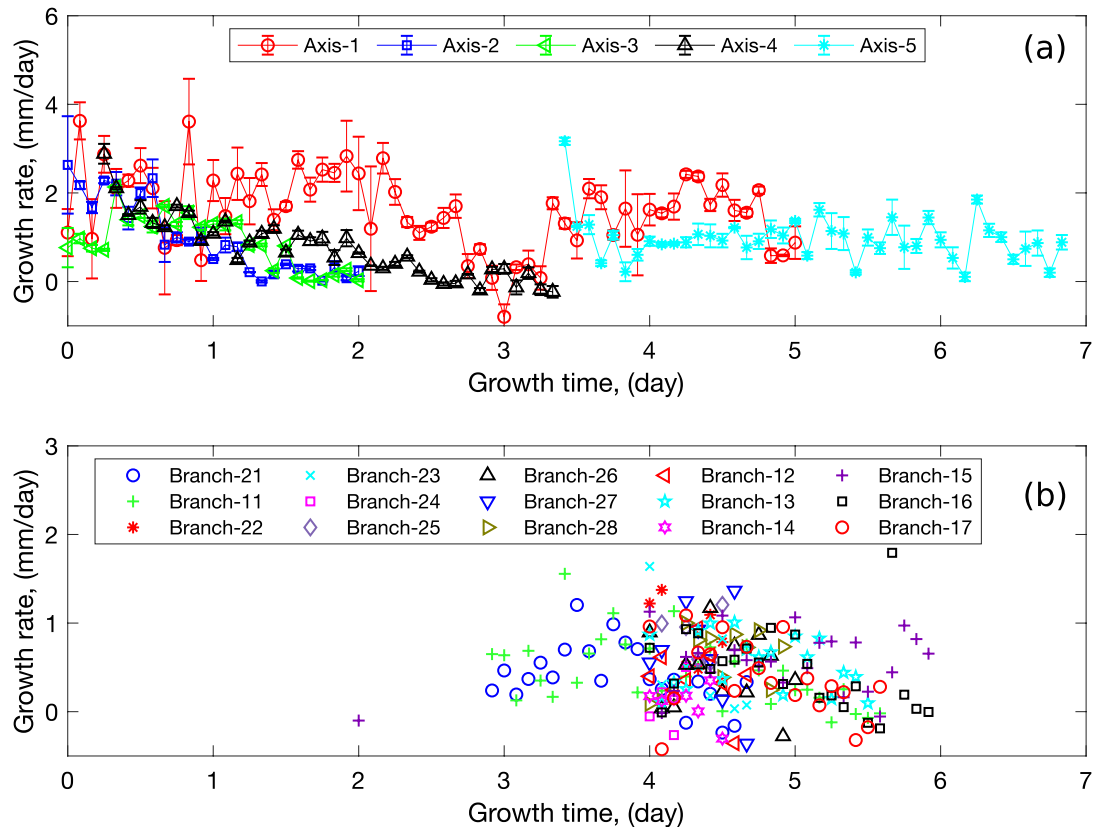 6
4
2
0
Growth rate, (mm/day)
Axis-1 Axis-2 Axis-3 Axis-4 Axis-5
(a)
0 1 2 3 4 5 6 7
Growth time, (day)
3
2
1
0
Growth rate, (mm/day)
Branch-21 Branch-23 Branch-26 Branch-12 Branch-15
Branch-11 Branch-24 Branch-27 Branch-13 Branch-16
Branch-22 Branch-25 Branch-28 Branch-14 Branch-17
(b)
0 1 2 3 4 5 6 7
Growth time, (day)